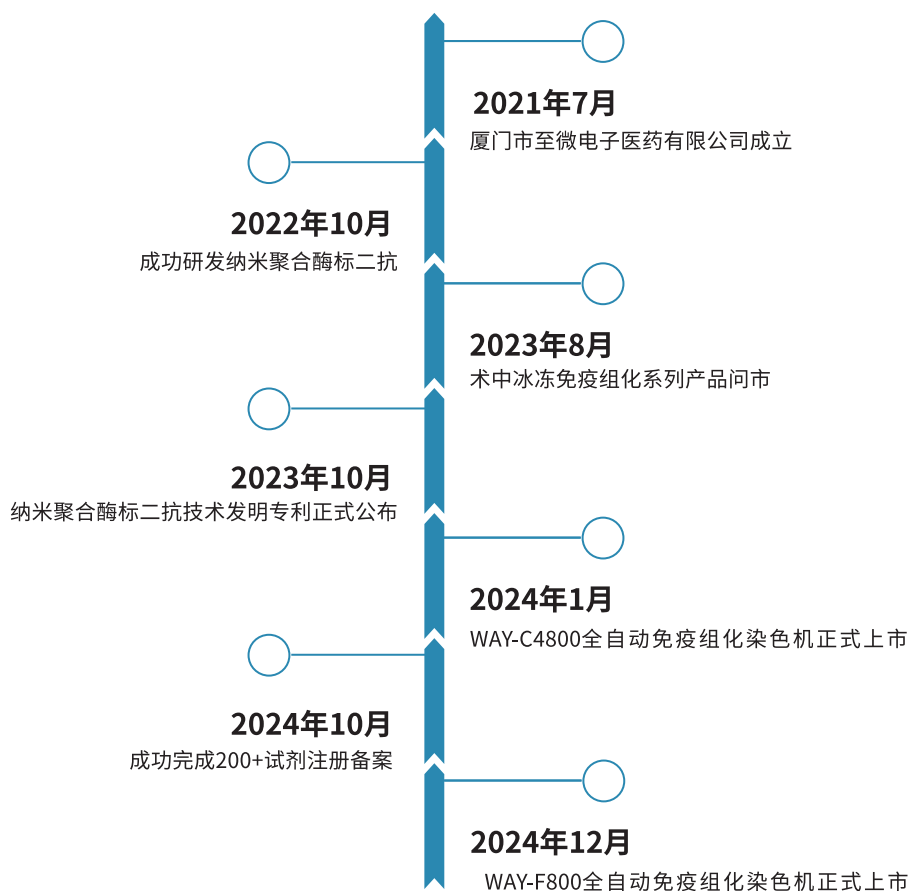 2021年7月
厦门市至微电子医药有限公司成立
2022年10月
成功研发纳米聚合酶标二抗
2023年8月
术中冰冻免疫组化系列产品问市
2023年10月
纳米聚合酶标二抗技术发明专利正式公布
2024年1月
WAY-C4800全自动免疫组化染色机正式上市
2024年10月
成功完成200+试剂注册备案
2024年12月
WAY-F800全自动免疫组化染色机正式上市